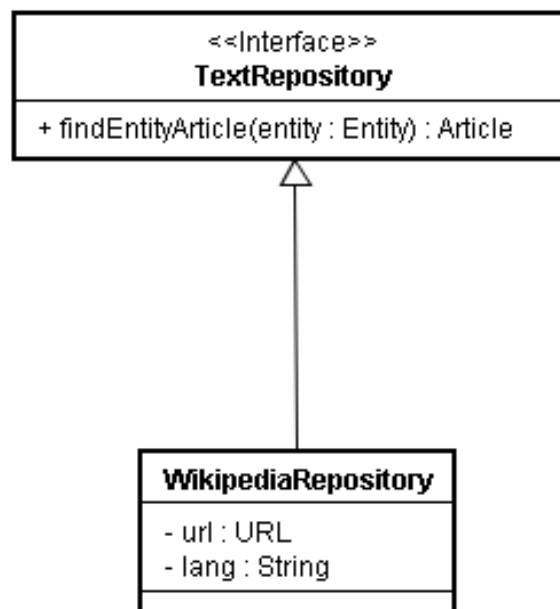 <<Interface>>
TextRepository
+ findEntityArticle(entity : Entity) : Article
WikipediaRepository
- url : URL
- lang : String